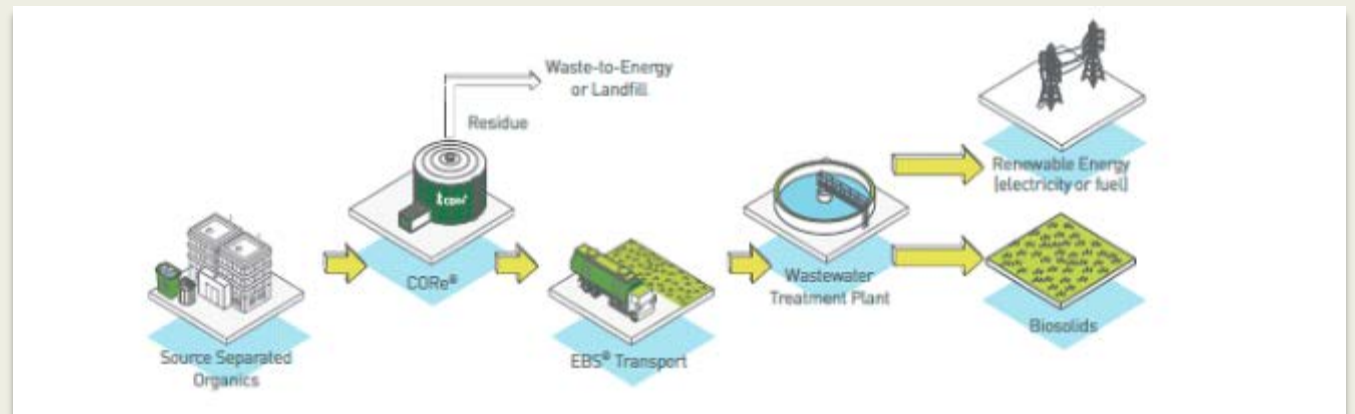 Waste-to-Energy
or Landfill
Residue
CORe
Renewable Energy
[electricity or fuel]
CORe®
Wastewater
Treatment Plant
Biosolids
Source Separated
Organics
EBS® Transport